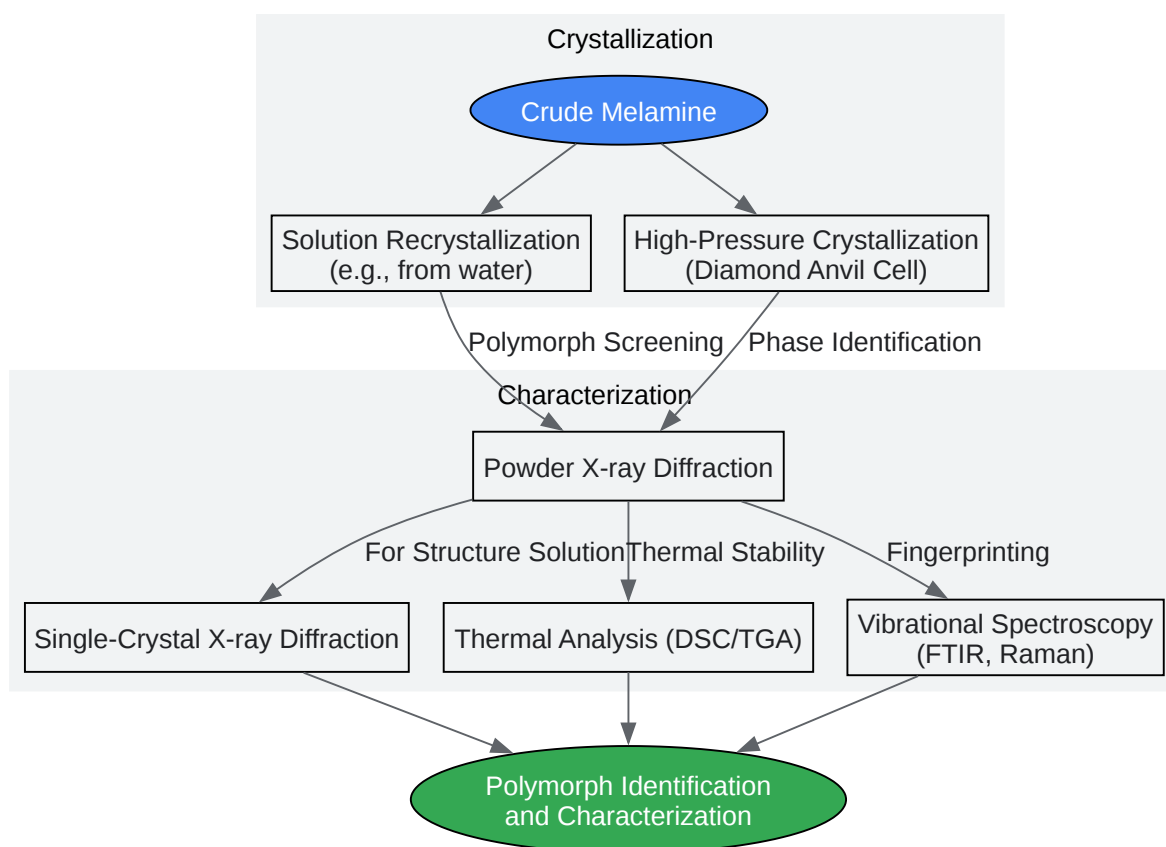 Crystallization
Crude Melamine
Solution Recrystallization
(e.g., from water)
High-Pressure Crystallization
(Diamond Anvil Cell)
Polymorph Screening
Phase Identification
Characterization
Powder X-ray Diffraction
For Structure Solution
Thermal Stability
Fingerprinting
Single-Crystal X-ray Diffraction
Thermal Analysis (DSC/TGA)
Vibrational Spectroscopy
(FTIR, Raman)
Polymorph Identification
and Characterization